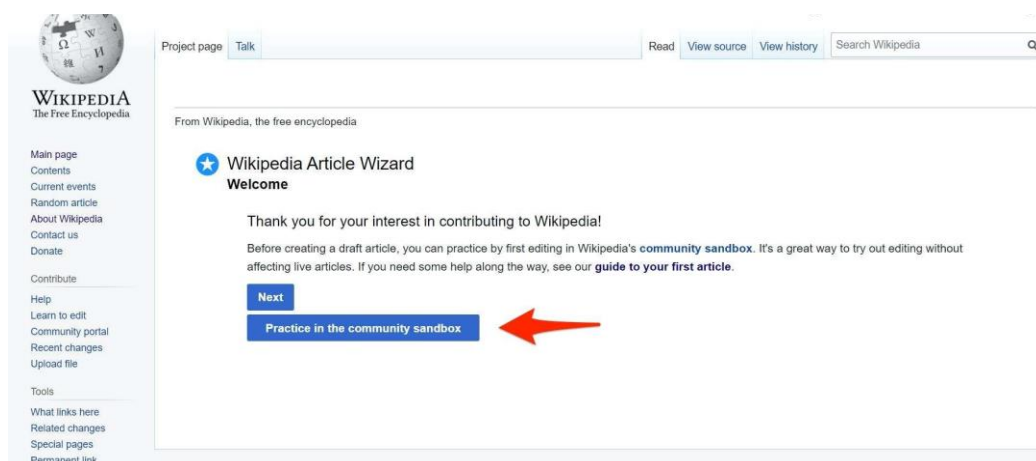 Project page Talk Read View source View history Search Wikipedia
WIKIPEDIA
The Free Encyclopedia
Main page
Contents
Current events
Random article
About Wikipedia
Contact us
Donate
Contribute
Help
Learn to edit
Community portal
Recent changes
Upload file
Tools
What links here
Related changes
Special pages
Permanent link
From Wikipedia, the free encyclopedia
Wikipedia Article Wizard
Welcome
Thank you for your interest in contributing to Wikipedia!
Before creating a draft article, you can practice by first editing in Wikipedia's community sandbox. It's a great way to try out editing without
affecting live articles. If you need some help along the way, see our guide to your first article.
Next
Practice in the community sandbox